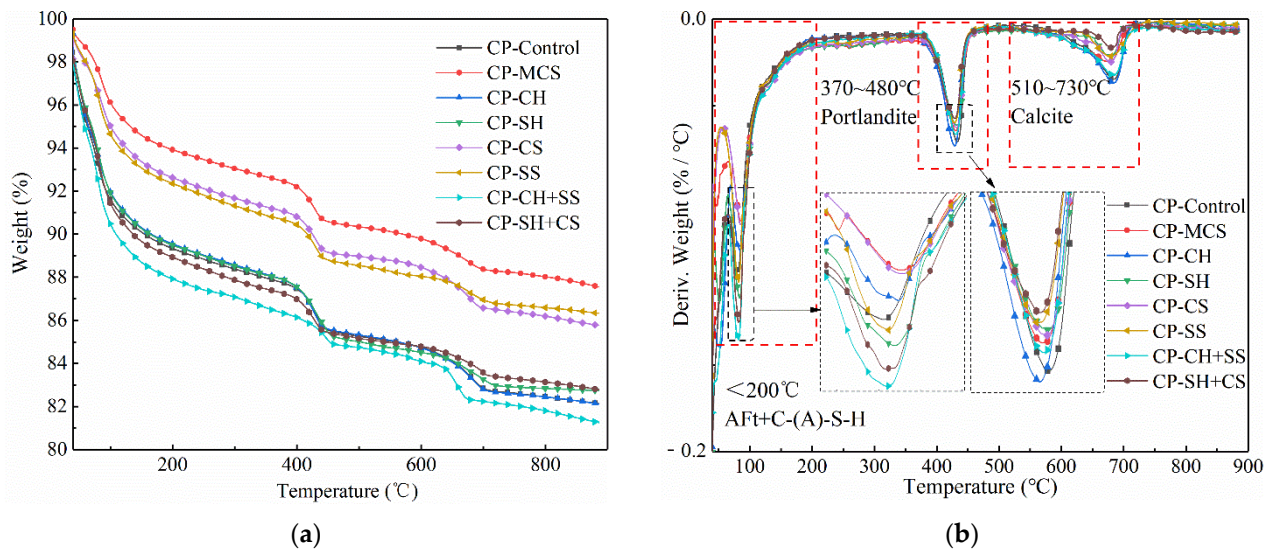 100
98
96
94
92
90
88
86
84
82
80
Weight (%)
200
400
600
800
Temperature (℃)
CP-Control
CP-MCS
CP-CH
CP-SH
CP-CS
CP-SS
CP-CH+SS
CP-SH+CS
(a)
0.0
- 0.2
Deriv. Weight (% / ℃)
370~480℃
Portlandite
510~730℃
Calcite
<200℃
AFt+C-(A)-S-H
CP-Control
CP-MCS
CP-CH
CP-SH
CP-CS
CP-SS
CP-CH+SS
CP-SH+CS
100
200
300
400
500
600
700
800
900
Temperature (℃)
(b)